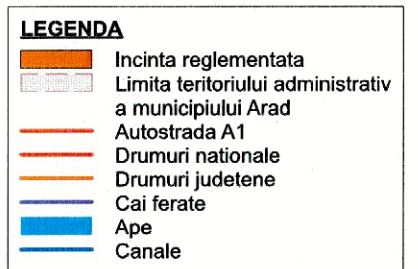 LEGENDA
Incinta reglementata
Limita teritoriului administrativ
a municipiului Arad
Autostrada A1
Drumuri nationale
Drumuri judetene
Cai ferate
Ape
Canale